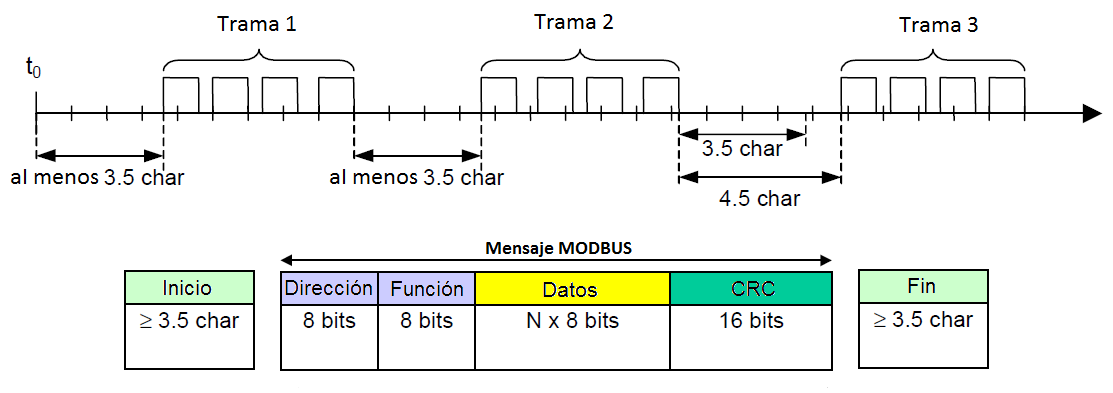 Trama 1
Trama 2
Trama 3
t0
al menos 3.5 char
al menos 3.5 char
3.5 char
4.5 char
Mensaje MODBUS
Inicio
≥ 3.5 char
Dirección
Función
Datos
CRC
8 bits
8 bits
N x 8 bits
16 bits
Fin
≥ 3.5 char